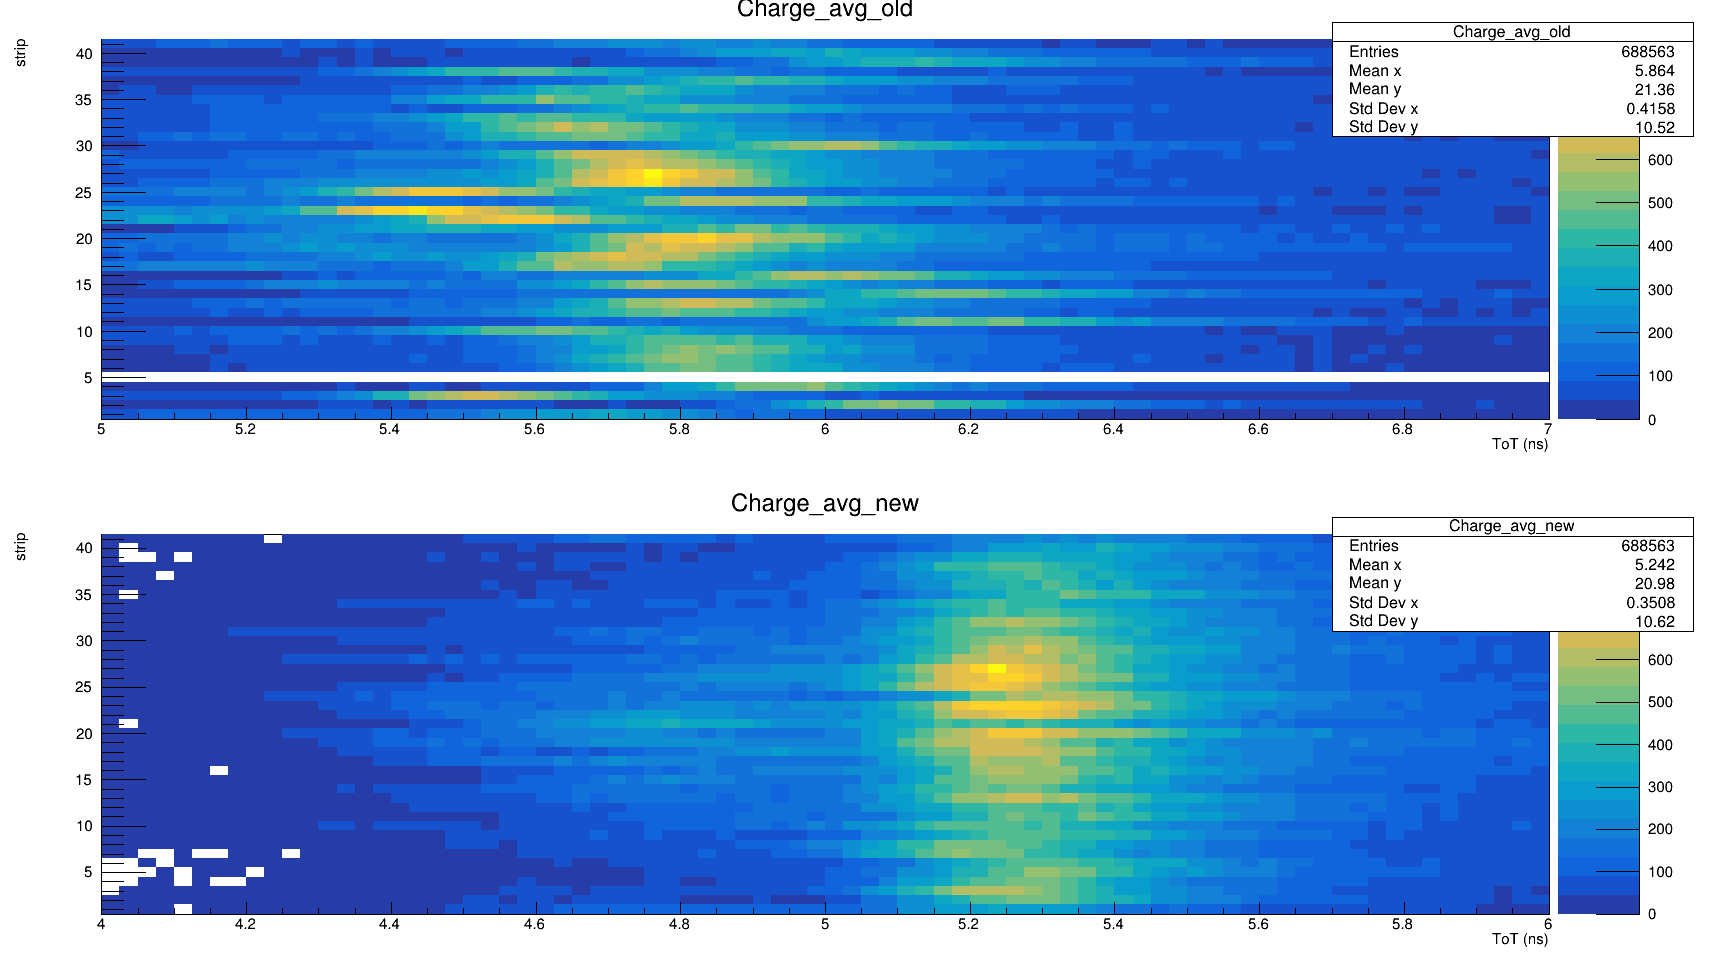 Charge_avg_old
strip
Charge_avg_old
Entries 688563
Mean x 5.864
Mean y 21.36
Std Dev x 0.4158
Std Dev y 10.52
40
35
30
25
20
15
10
5
600
500
400
300
200
100
0
5 5.2 5.4 5.6 5.8 6 6.2 6.4 6.6 6.8 7
ToT (ns)
Charge_avg_new
strip
Charge_avg_new
Entries 688563
Mean x 5.242
Mean y 20.98
Std Dev x 0.3508
Std Dev y 10.62
40
35
30
25
20
15
10
5
600
500
400
300
200
100
0
4 4.2 4.4 4.6 4.8 5 5.2 5.4 5.6 5.8 6
ToT (ns)